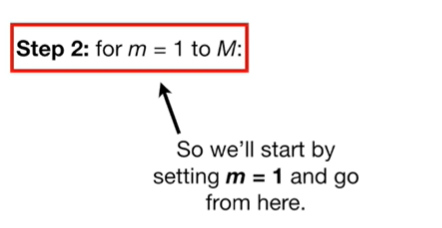 Step 2: for m = 1 to M:
So we'll start by
setting m = 1 and go
from here.